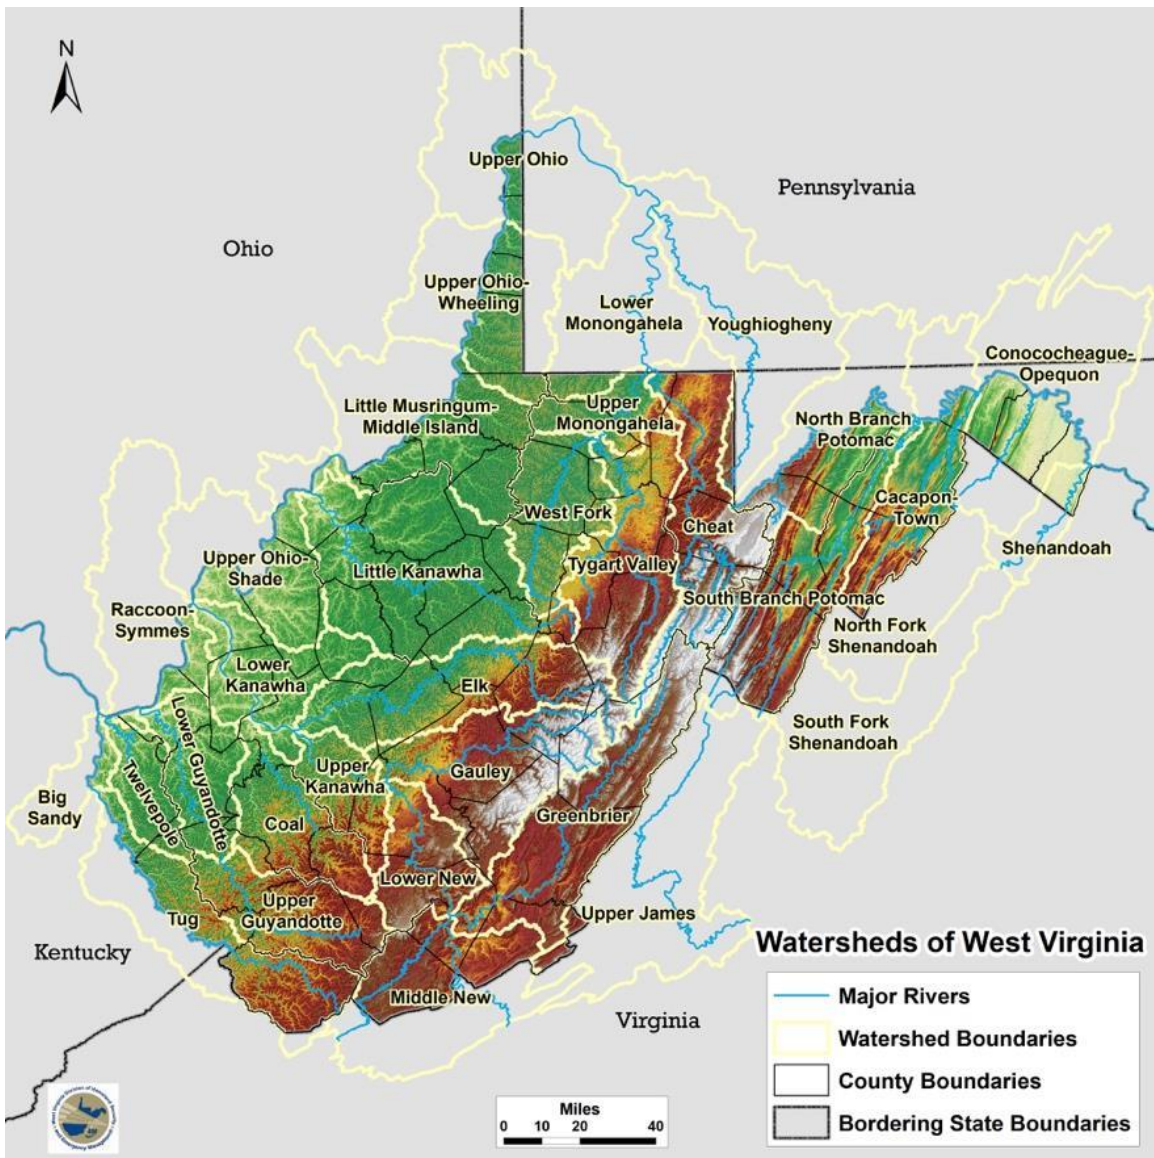 N
Upper Ohio
Pennsylvania
Ohio
Upper Ohio-
Wheeling
Lower
Monongahela
Youghiogheny
Conococheague-
Opequon
Little Musringum-
Middle Island
Upper
Monongahela
North Branch
Potomac
Cacapon-
Town
West Fork
Cheat
Shenandoah
Upper Ohio-
Shade
Little Kanawha
Tygart Valley
South Branch Potomac
Raccoon-
Symmes
North Fork
Shenandoah
Lower
Kanawha
Elk
South Fork
Shenandoah
Lower Guyandotte
Twelvepole
Upper
Kanawha
Gauley
Big
Sandy
Coal
Greenbrier
Lower New
Upper
Guyandotte
Tug
Upper James
Kentucky
Middle New
Virginia
Watersheds of West Virginia
Major Rivers
Watershed Boundaries
County Boundaries
Bordering State Boundaries
Miles
0 10 20 40